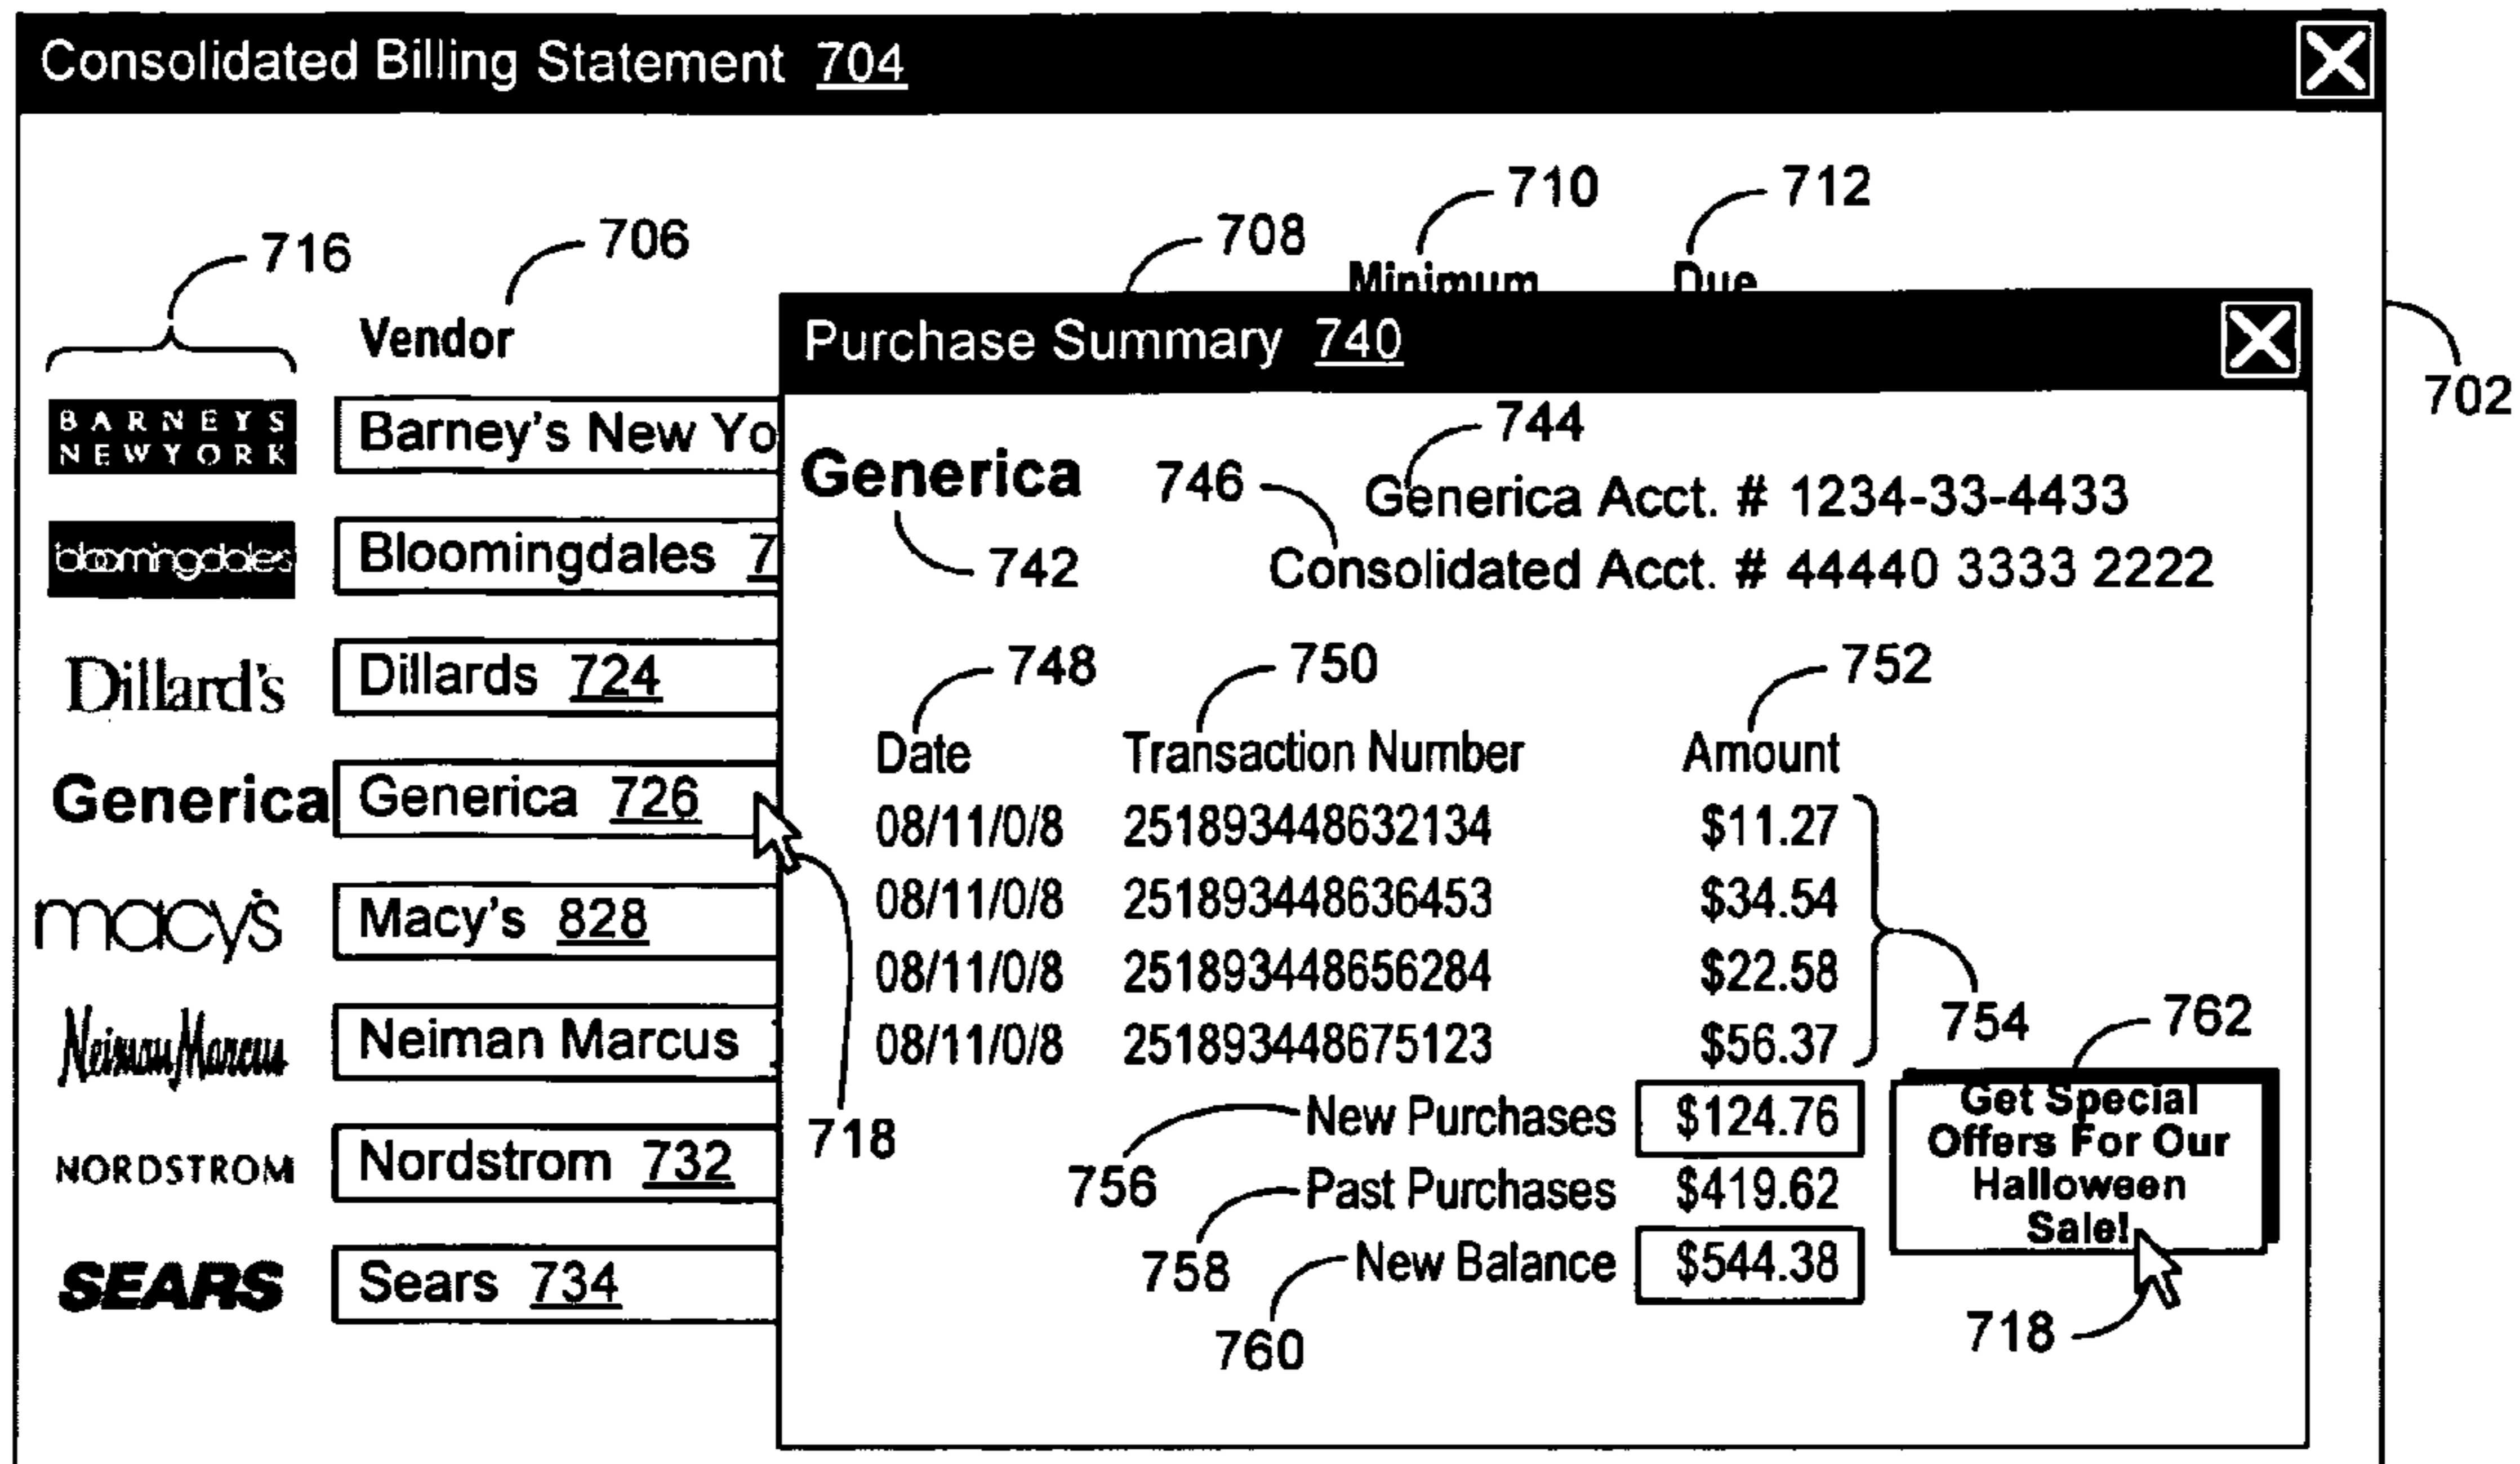 Consolidated Billing Statement 704
710 712
716 706 708
Minimum Due
Vendor
Purchase Summary 740
702
BARNEYS
NEWYORK
Barney's New Yo
744
Generica 746 Generica Acct. # 1234-33-4433
bloomingdales
Bloomingdales 7
742 Consolidated Acct. # 44440 3333 2222
Dillard's
Dillards 724
748 750 752
Date Transaction Number Amount
Generica
Generica 726
08/11/0/8 251893448632134 $11.27
macy's
Macy's 828
08/11/0/8 251893448636453 $34.54
08/11/0/8 251893448656284 $22.58
Neiman Marcus
Neiman Marcus
08/11/0/8 251893448675123 $56.37
754 762
718
756 New Purchases $124.76
NORDSTROM
Nordstrom 732
758 Past Purchases $419.62
SEARS
Sears 734
760 New Balance $544.38
Get Special
Offers For Our
Halloween
Sale!
718